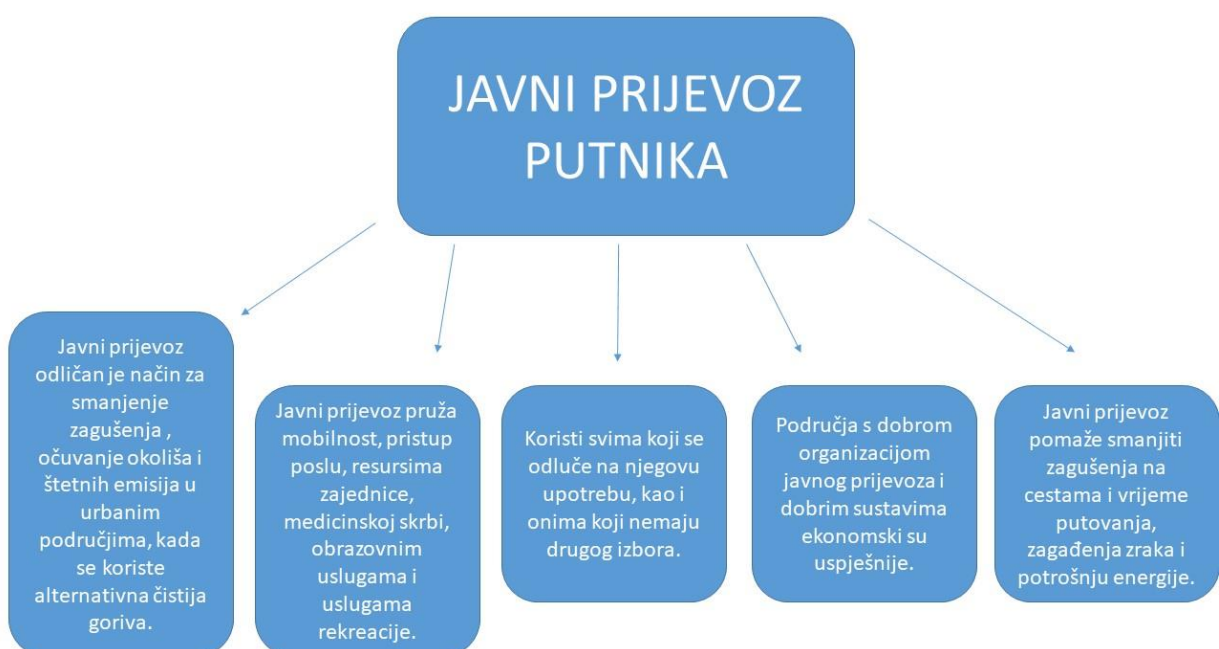 JAVNI PRIJEVOZ
PUTNIKA
Javni prijevoz
odličan je način za
smanjenje
zagušenja ,
očuvanje okoliša i
štetnih emisija u
urbanim
područjima, kada
se koriste
alternativna čistija
goriva.
Javni prijevoz pruža
mobilnost, pristup
poslu, resursima
zajednice,
medicinskoj skrbi,
obrazovnim
uslugama i
uslugama
rekreacije.
Koristi svima koji se
odluče na njegovu
upotrebu, kao i
onima koji nemaju
drugog izbora.
Područja s dobrom
organizacijom
javnog prijevoza i
dobrim sustavima
ekonomski su
uspješnije.
Javni prijevoz
pomaže smanjiti
zagušenja na
cestama i vrijeme
putovanja,
zagađenja zraka i
potrošnju energije.